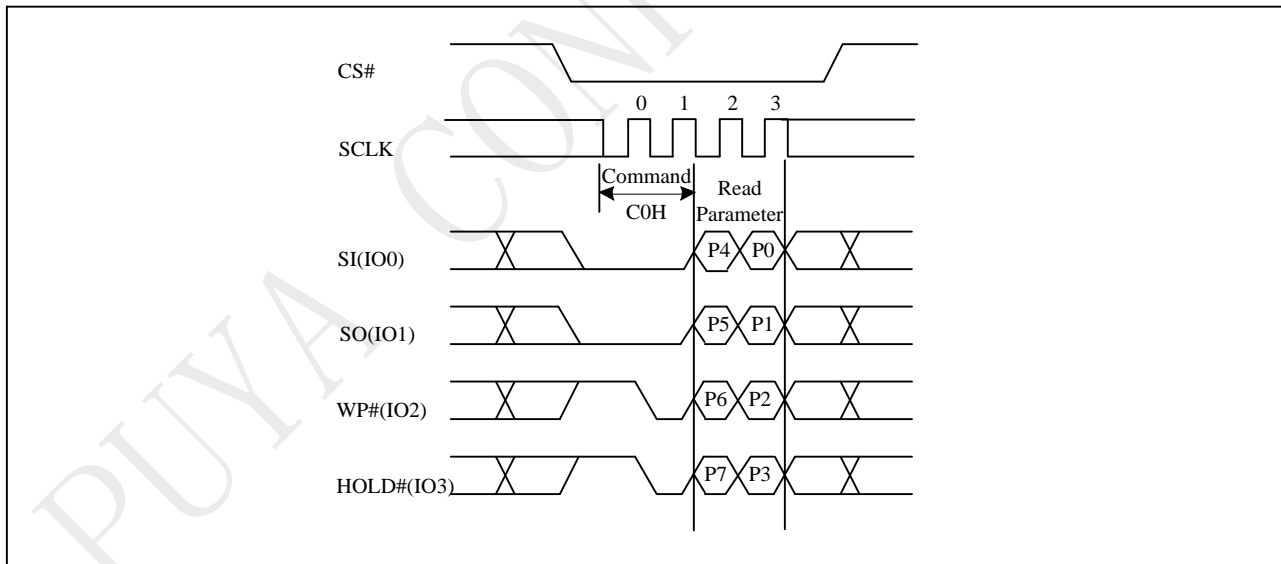 CS#
0 1 2 3
SCLK
Command
C0H
Read
Parameter
SI(IO0)
P4 P0
SO(IO1)
P5 P1
WP#(IO2)
P6 P2
HOLD#(IO3)
P7 P3
PUYA CONF